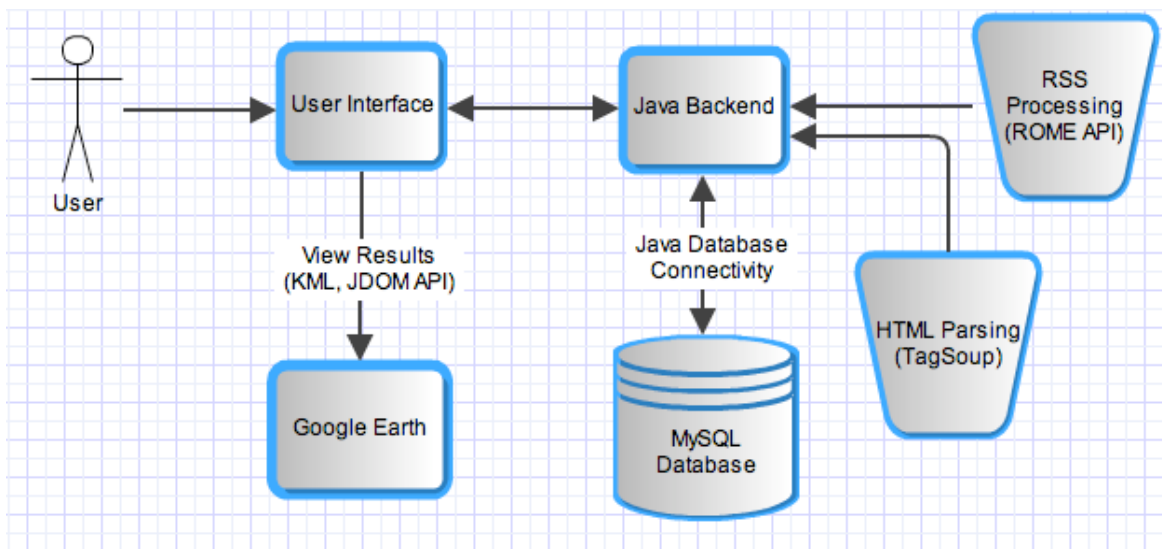 User
User Interface
Java Backend
RSS
Processing
(ROME API)
View Results
(KML, JDOM API)
Java Database
Connectivity
HTML Parsing
(TagSoup)
Google Earth
MySQL
Database